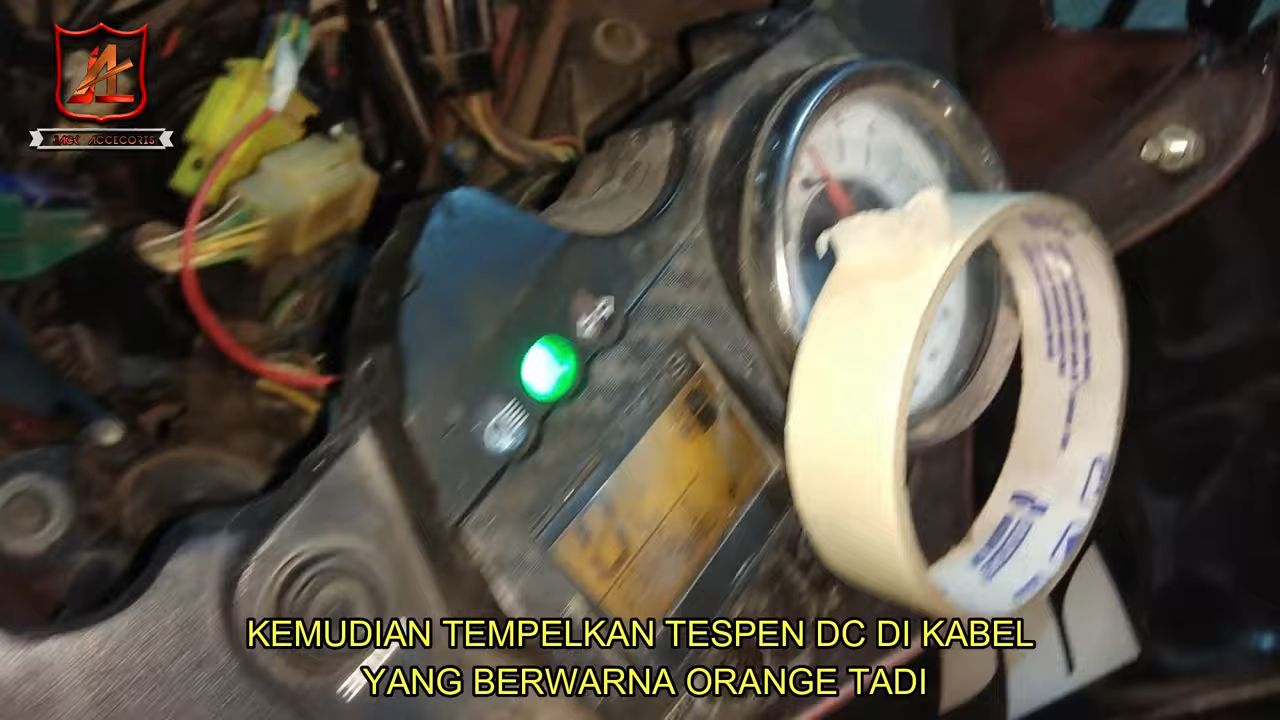 KEMUDIAN TEMPELKAN TESPEN DC DI KABEL
YANG BERWARNA ORANGE TADI